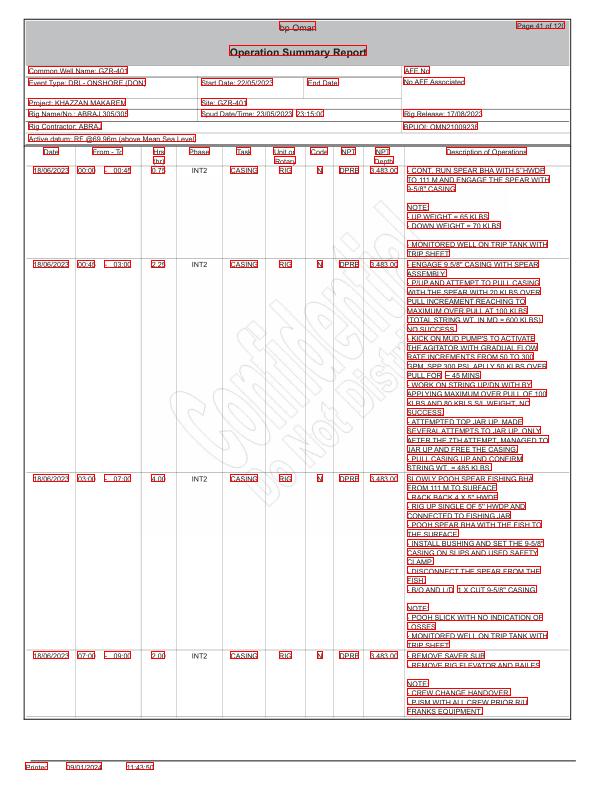 bp Oman
Page 41 of 120
Operation Summary Report
Common Well Name: GZR-401
AFE No
Event Type: DRL- ONSHORE (DON)
Start Date: 22/05/2023
End Date
No AFE Associated
Project: KHAZZAN MAKAREM
Site: GZR-401
Rig Name/No.: ABRAJ 305/305
Spud Date/Time: 23/05/2023 23:15:00
Rig Release: 17/08/2023
Rig Contractor: ABRAJ
BPUOI: OMN21009236
Active datum: RF @69.96m (above Mean Sea Level)
Date From - To Hrs (hr) Phase Task Unit or Rotary Code NPT NPT Depth Description of Operations
18/06/2023 00:00 - 00:45 0.75 INT2 CASING RIG N DPRB 3,483.00 - CONT. RUN SPEAR BHA WITH 5"HWDP
TO 111 M AND ENGAGE THE SPEAR WITH
9-5/8" CASING
NOTE:
- UP WEIGHT = 65 KLBS
- DOWN WEIGHT = 70 KLBS
- MONITORED WELL ON TRIP TANK WITH
TRIP SHEET
18/06/2023 00:45 - 03:00 2.25 INT2 CASING RIG N DPRB 3,483.00 - ENGAGE 9.5/8" CASING WITH SPEAR
ASSEMBLY.
- P/UP AND ATTEMPT TO PULL CASING
WITH THE SPEAR WITH 20 KLBS OVER
PULL INCREAMENT REACHING TO
MAXIMUM OVER PULL AT 100 KLBS
(TOTAL STRING WT. IN MD = 600 KLBS)
NO SUCCESS.
- KICK ON MUD PUMP'S TO ACTIVATE
THE AGITATOR WITH GRADUAL FLOW
RATE INCREMENTS FROM 50 TO 300
GPM, SPP 300 PSI, APLLY 50 KLBS OVER
PULL FOR ~ 45 MINS
- WORK ON STRING UP/DN WITH BY
APPLYING MAXIMUM OVER PULL OF 100
KLBS AND 80 KBLS S/L WEIGHT, NO
SUCCESS.
- ATTEMPTED TOP JAR UP, MADE
SEVERAL ATTEMPTS TO JAR UP, ONLY
AFTER THE 7TH ATTEMPT, MANAGED TO
JAR UP AND FREE THE CASING.
- PULL CASING UP AND CONFIRM
STRING WT. = 485 KLBS
18/06/2023 03:00 - 07:00 4.00 INT2 CASING RIG N DPRB 3,483.00 SLOWLY POOH SPEAR FISHING BHA
FROM 111 M TO SURFACE
- RACK BACK 4 X 5" HWDP
- RIG UP SINGLE OF 5" HWDP AND
CONNECTED TO FISHING JAR
- POOH SPEAR BHA WITH THE FISH TO
THE SURFACE
- INSTALL BUSHING AND SET THE 9-5/8"
CASING ON SLIPS AND USED SAFETY
CLAMP
- DISCONNECT THE SPEAR FROM THE
FISH.
- B/O AND L/D 1 X CUT 9-5/8" CASING
NOTE:
- POOH SLICK WITH NO INDICATION OF
LOSSES
- MONITORED WELL ON TRIP TANK WITH
TRIP SHEET
18/06/2023 07:00 - 09:00 2.00 INT2 CASING RIG N DPRB 3,483.00 - REMOVE SAVER SUB
- REMOVE RIG ELEVATOR AND BAILES
NOTE:
- CREW CHANGE HANDOVER
- PJSM WITH ALL CREW PRIOR R/U
FRANKS EQUIPMENT
Confidential
Do Not Distri
Printed 09/01/2024 11:43:50